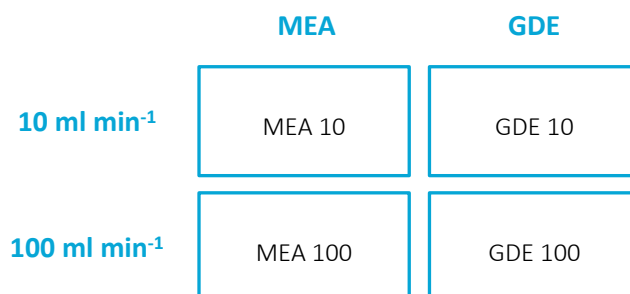 MEA GDE
10 ml min⁻¹ MEA 10 GDE 10
100 ml min⁻¹ MEA 100 GDE 100